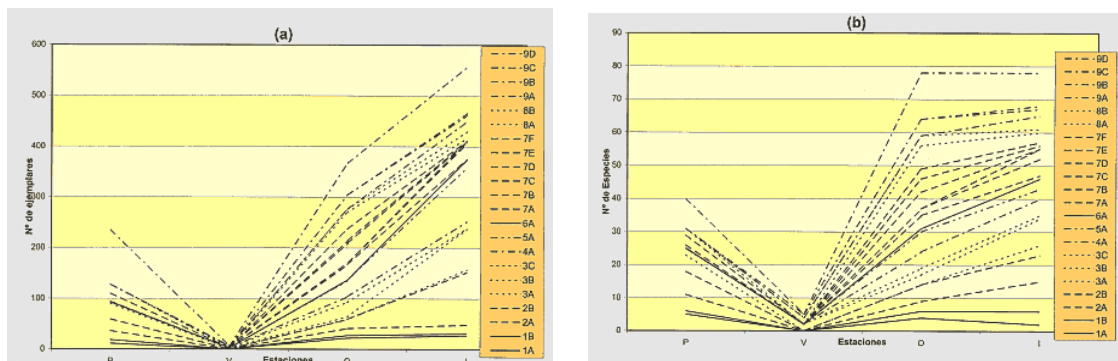 (a)
Nº de ejemplares
600
500
400
300
200
100
0
P
V
Estaciones
O
I
9D
9C
9B
9A
8B
8A
7F
7E
7D
7C
7B
7A
6A
5A
4A
3C
3B
3A
2B
2A
1B
1A
(b)
Nº de Especies
90
80
70
60
50
40
30
20
10
0
P
V
Estaciones
O
I
9D
9C
9B
9A
8B
8A
7F
7E
7D
7C
7B
7A
6A
5A
4A
3C
3B
3A
2B
2A
1B
1A